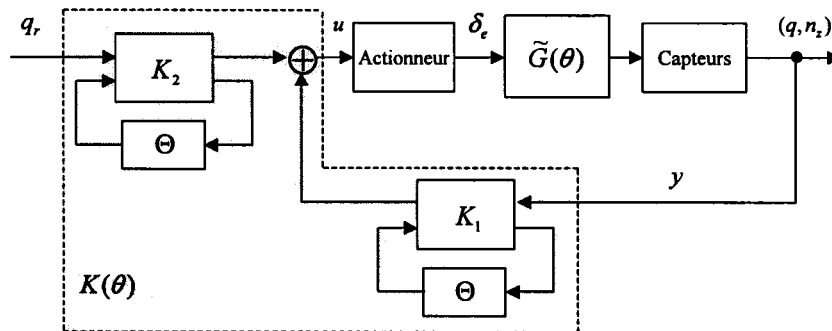 q_r
K_2
Θ
u
Actionneur
δ_e
G̃(θ)
Capteurs
(q, n_z)
y
K_1
Θ
K(θ)